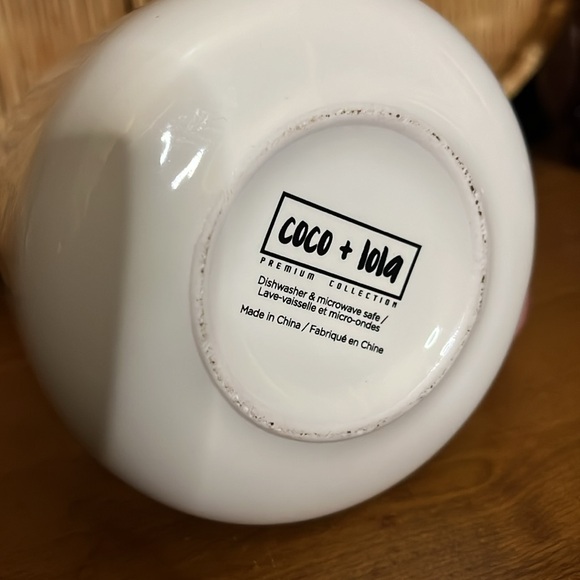 coco + lola
PREMIUM COLLECTION
Dishwasher & microwave safe /
Lave-vaisselle et micro-ondes
Made in China / Fabriqué en Chine